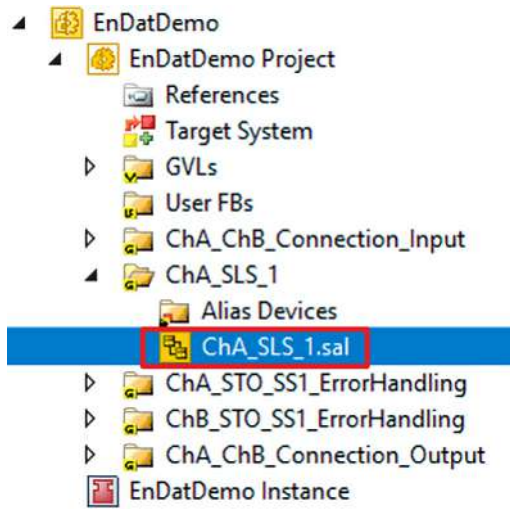 EnDatDemo
EnDatDemo Project
References
Target System
GVLs
User FBs
ChA_ChB_Connection_Input
ChA_SLS_1
Alias Devices
ChA_SLS_1.sal
ChA_STO_SS1_ErrorHandling
ChB_STO_SS1_ErrorHandling
ChA_ChB_Connection_Output
EnDatDemo Instance